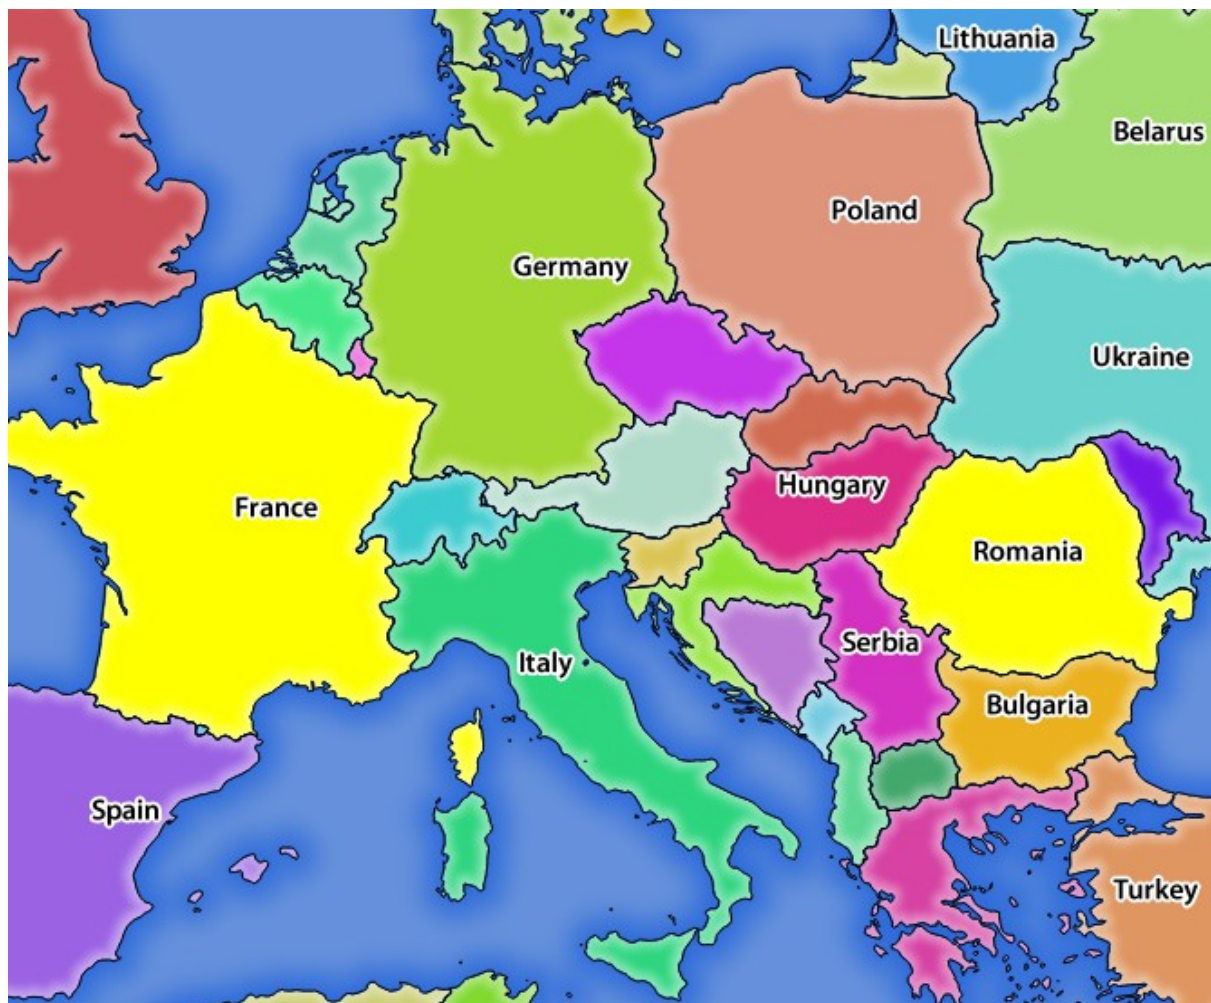 Lithuania
Belarus
Poland
Germany
Ukraine
Hungary
France
Romania
Serbia
Italy
Bulgaria
Spain
Turkey